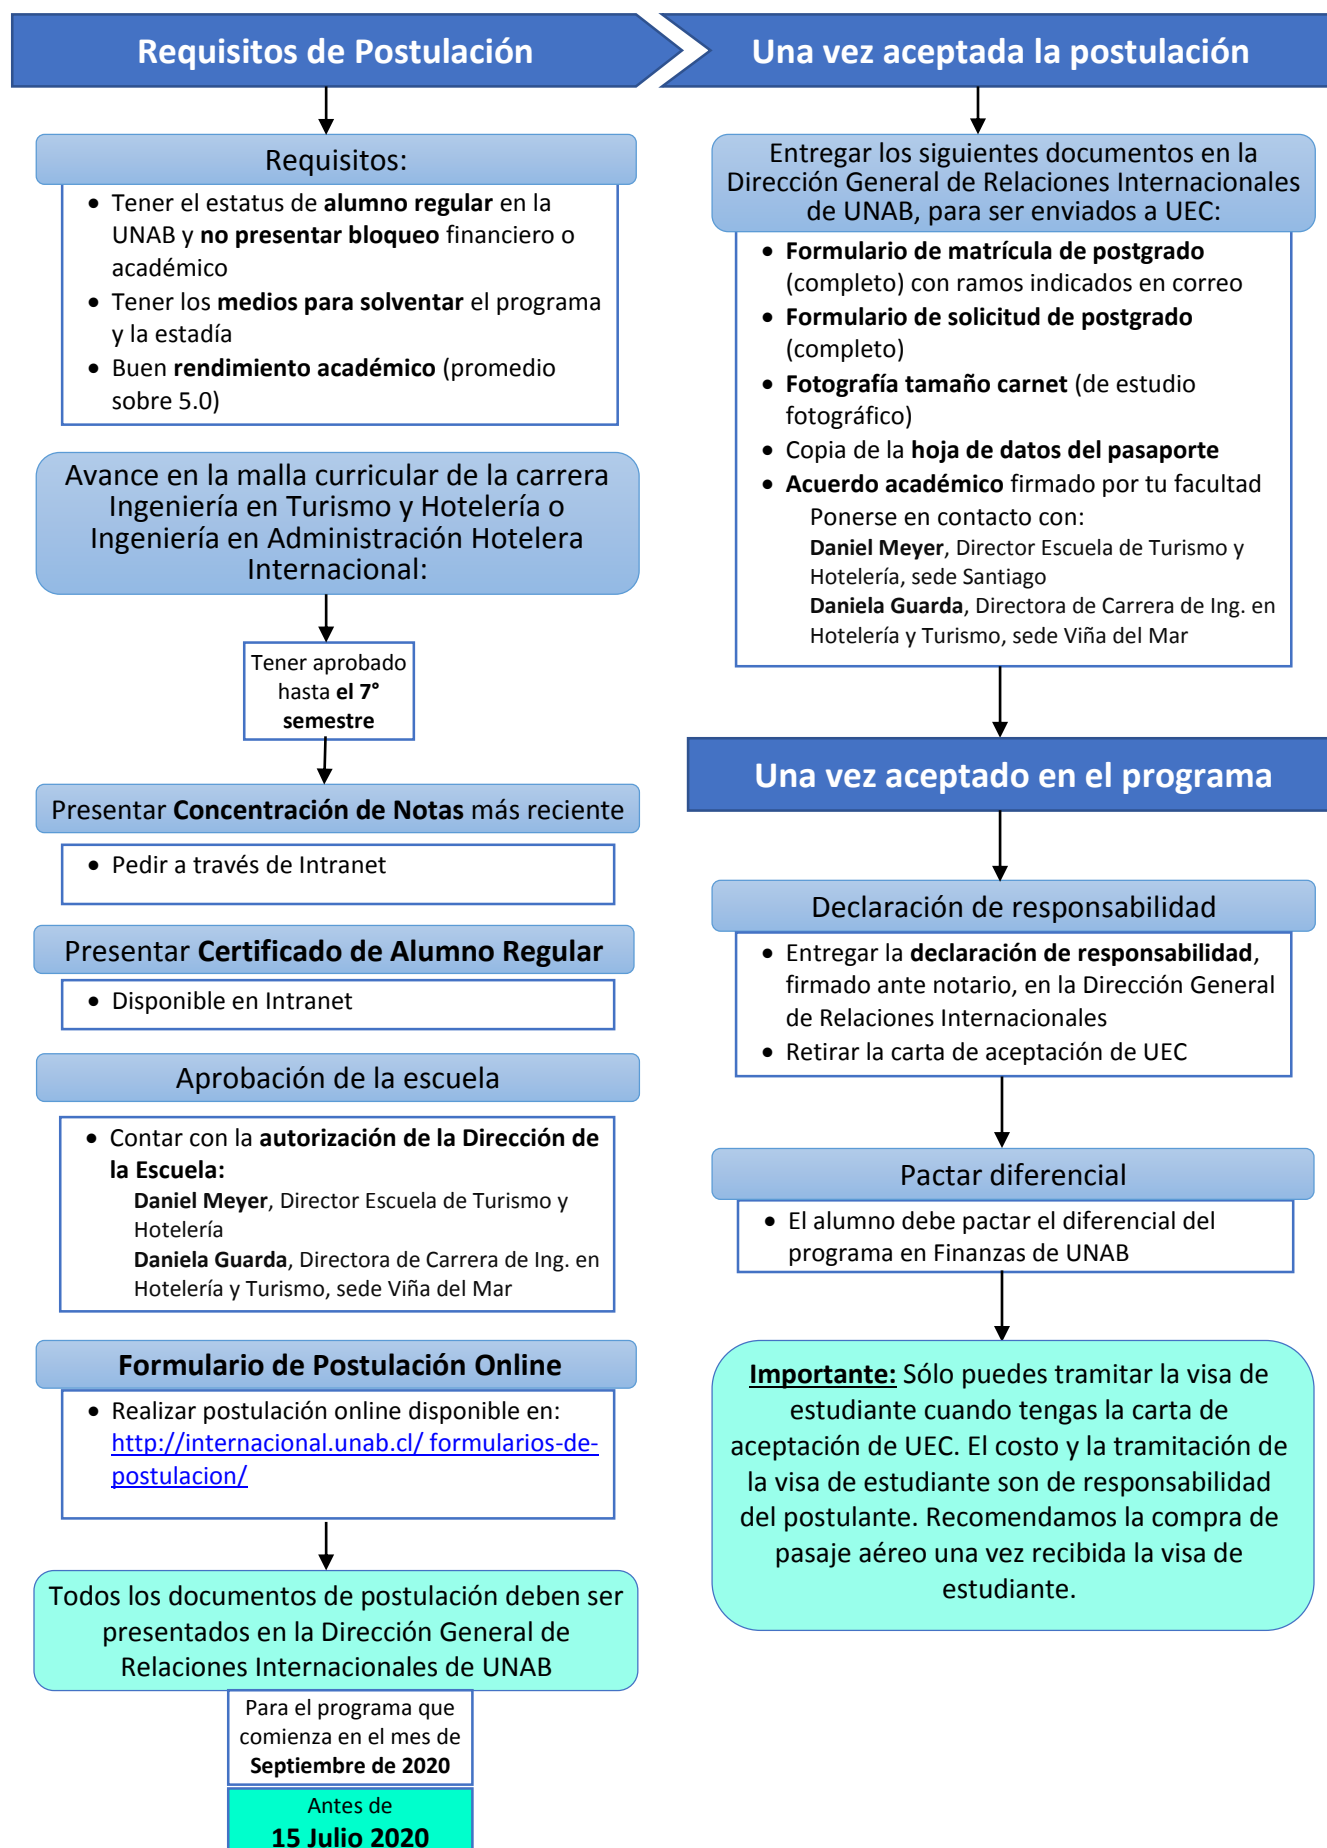 Requisitos de Postulación
Requisitos:
• Tener el estatus de alumno regular en la
UNAB y no presentar bloqueo financiero o
académico
• Tener los medios para solventar el programa
y la estadía
• Buen rendimiento académico (promedio
sobre 5.0)
Avance en la malla curricular de la carrera
Ingeniería en Turismo y Hotelería o
Ingeniería en Administración Hotelera
Internacional:
Tener aprobado
hasta el 7°
semestre
Presentar Concentración de Notas más reciente
• Pedir a través de Intranet
Presentar Certificado de Alumno Regular
• Disponible en Intranet
Aprobación de la escuela
• Contar con la autorización de la Dirección de
la Escuela:
Daniel Meyer, Director Escuela de Turismo y
Hotelería
Daniela Guarda, Directora de Carrera de Ing. en
Hotelería y Turismo, sede Viña del Mar
Formulario de Postulación Online
• Realizar postulación online disponible en:
http://internacional.unab.cl/ formularios-de-
postulacion/
Todos los documentos de postulación deben ser
presentados en la Dirección General de
Relaciones Internacionales de UNAB
Para el programa que
comienza en el mes de
Septiembre de 2020
Antes de
15 Julio 2020
Una vez aceptada la postulación
Entregar los siguientes documentos en la
Dirección General de Relaciones Internacionales
de UNAB, para ser enviados a UEC:
• Formulario de matrícula de postgrado
(completo) con ramos indicados en correo
• Formulario de solicitud de postgrado
(completo)
• Fotografía tamaño carnet (de estudio
fotográfico)
• Copia de la hoja de datos del pasaporte
• Acuerdo académico firmado por tu facultad
Ponerse en contacto con:
Daniel Meyer, Director Escuela de Turismo y
Hotelería, sede Santiago
Daniela Guarda, Directora de Carrera de Ing. en
Hotelería y Turismo, sede Viña del Mar
Una vez aceptado en el programa
Declaración de responsabilidad
• Entregar la declaración de responsabilidad,
firmado ante notario, en la Dirección General
de Relaciones Internacionales
• Retirar la carta de aceptación de UEC
Pactar diferencial
• El alumno debe pactar el diferencial del
programa en Finanzas de UNAB
Importante: Sólo puedes tramitar la visa de
estudiante cuando tengas la carta de
aceptación de UEC. El costo y la tramitación de
la visa de estudiante son de responsabilidad
del postulante. Recomendamos la compra de
pasaje aéreo una vez recibida la visa de
estudiante.